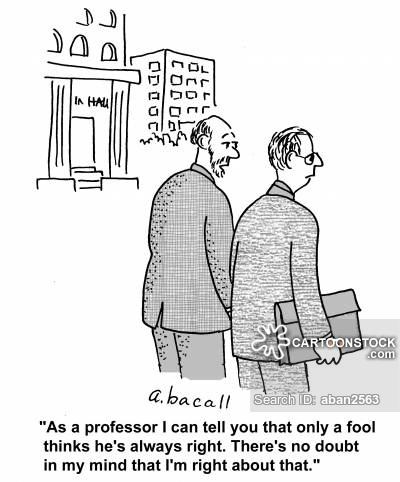 IN HALL
a.bacall
CARTOONSTOCK
.com
Search ID: aban2563
"As a professor I can tell you that only a fool
thinks he's always right. There's no doubt
in my mind that I'm right about that."